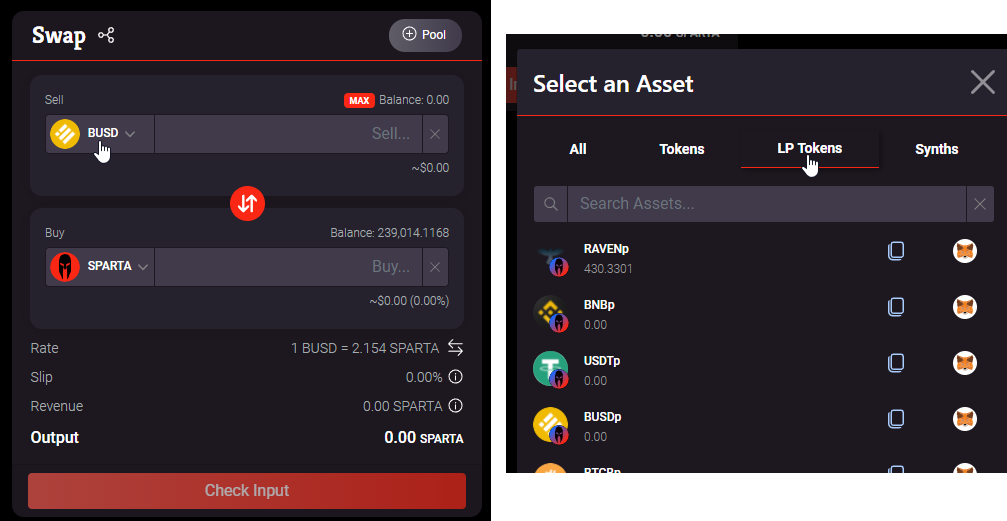 Swap
Pool
Sell
MAX Balance: 0.00
BUSD
Sell...
~$0.00
Buy
Balance: 239,014.1168
SPARTA
Buy...
~$0.00 (0.00%)
Rate
1 BUSD = 2.154 SPARTA
Slip
0.00%
Revenue
0.00 SPARTA
Output
0.00 SPARTA
Check Input
0.00 SPARTA
Select an Asset
All
Tokens
LP Tokens
Synths
Search Assets...
RAVENp
430.3301
BNBp
0.00
USDTp
0.00
BUSDp
0.00
BTCBp